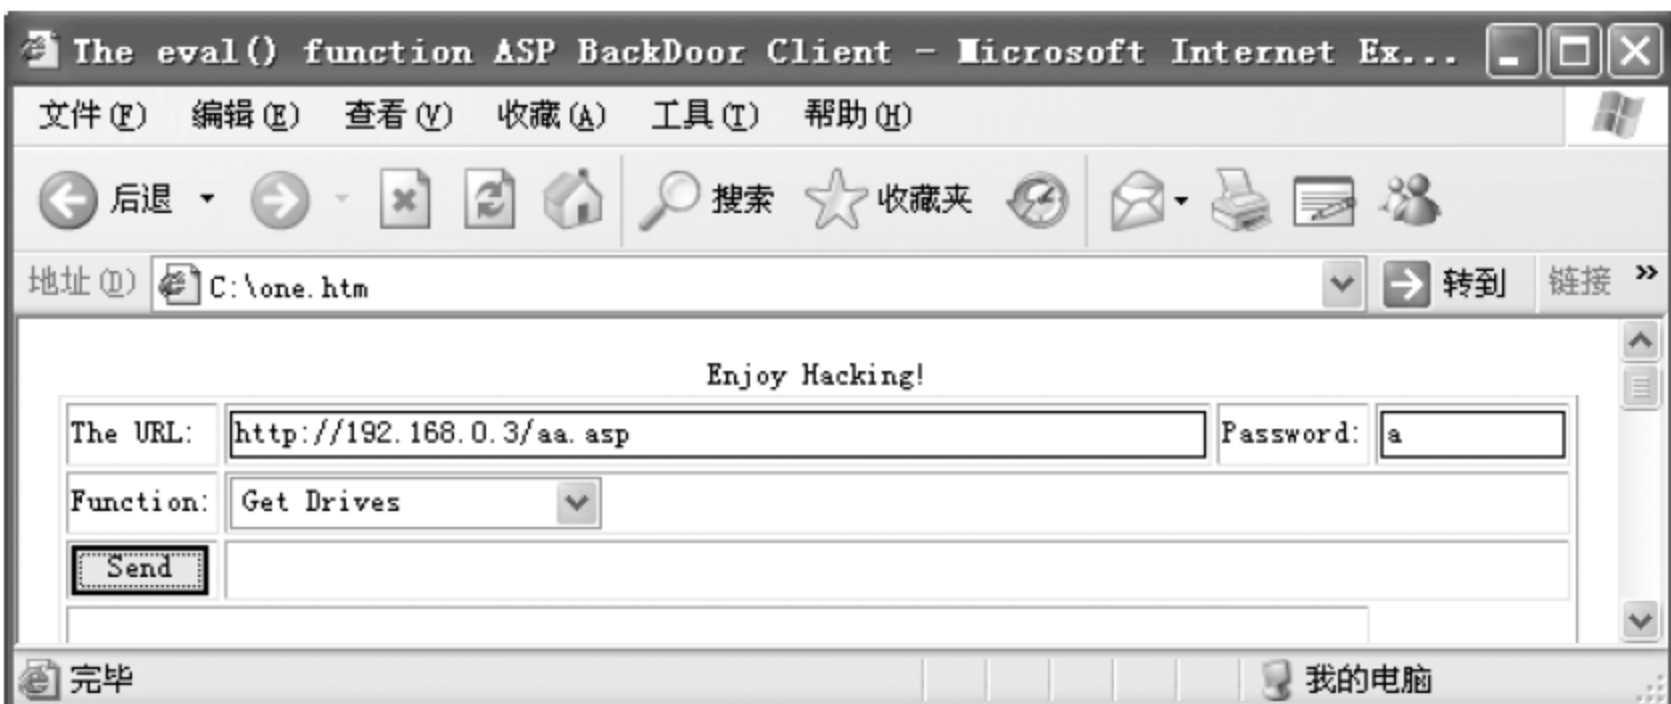 The eval() function ASP BackDoor Client - Microsoft Internet Ex...
文件(F) 编辑(E) 查看(V) 收藏(A) 工具(T) 帮助(H)
后退 搜索 收藏夹
地址(D) C:\one.htm 转到 链接 »
Enjoy Hacking!
The URL: http://192.168.0.3/aa.asp Password: a
Function: Get Drives
Send
完毕 我的电脑